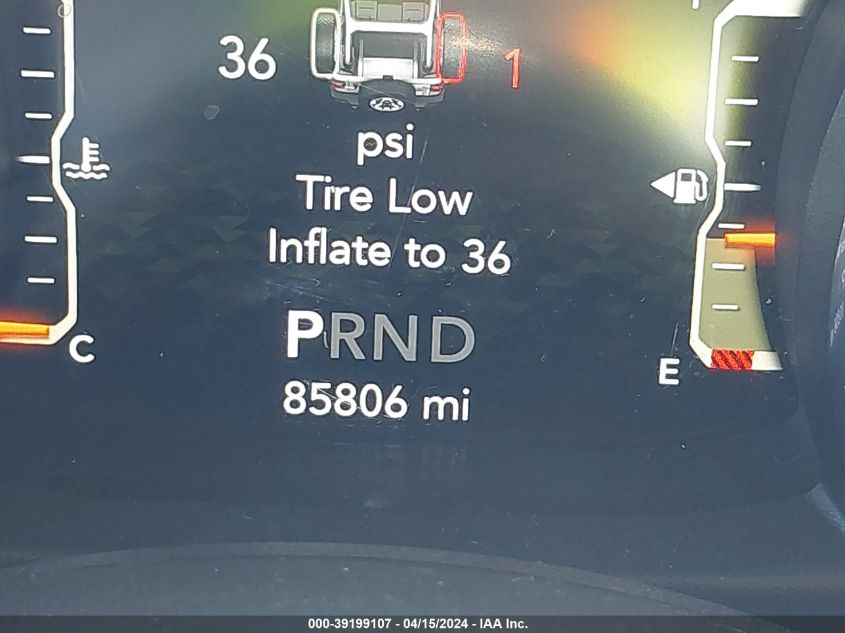 36 1
psi
Tire Low
Inflate to 36
PRND
C
E
85806 mi
000-39199107 - 04/15/2024 - IAA Inc.